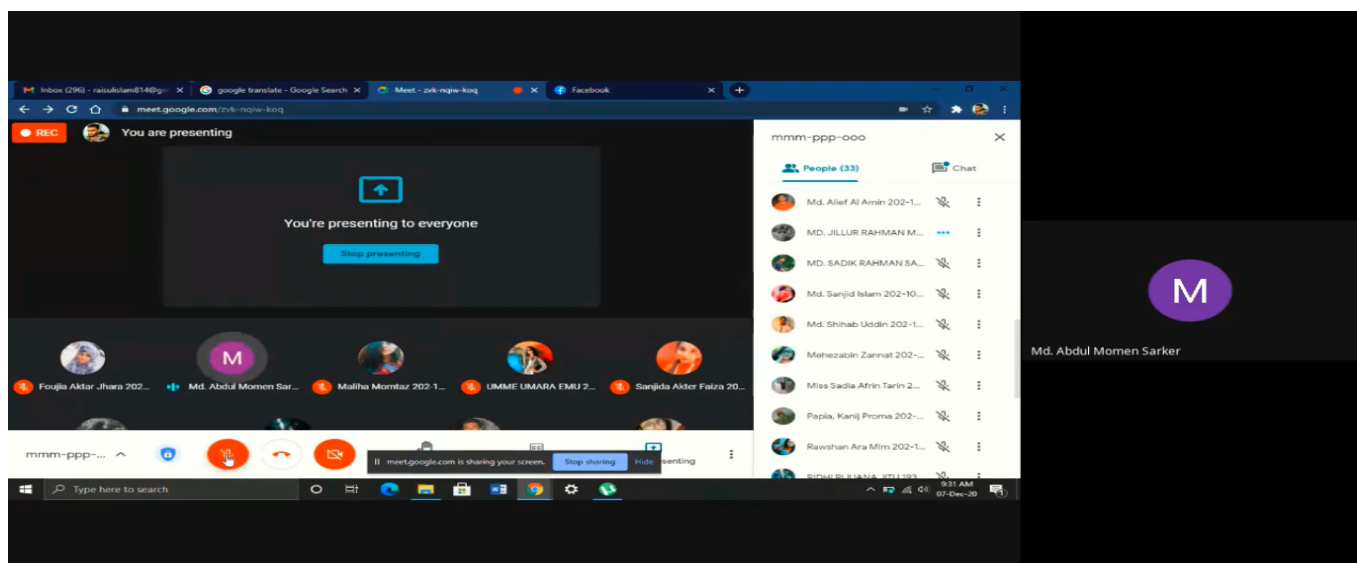 Inbox (296) - raisulislam814@gm
google translate - Google Search
Meet - zvk-nqiw-koq
Facebook
meet.google.com/zvk-nqiw-koq
REC
You are presenting
You're presenting to everyone
Stop presenting
Foujia Aktar Jhara 202...
M
Md. Abdul Momen Sar...
Maliha Momtaz 202-1...
UMME UMARA EMU 2...
Sanjida Akter Faiza 20...
mmm-ppp-ooo
People (33)
Chat
Md. Alief Al Amin 202-1...
MD. JILLUR RAHMAN M...
MD. SADIK RAHMAN SA...
Md. Sanjid Islam 202-10...
Md. Shihab Uddin 202-1...
Mehezabin Zannat 202-...
Miss Sadia Afrin Tarin 2...
Papia, Kanij Proma 202-...
Rawshan Ara Mim 202-1...
mmm-ppp-...
meet.google.com is sharing your screen.
Stop sharing
Hide
senting
Type here to search
9:31 AM
07-Dec-20
M
Md. Abdul Momen Sarker